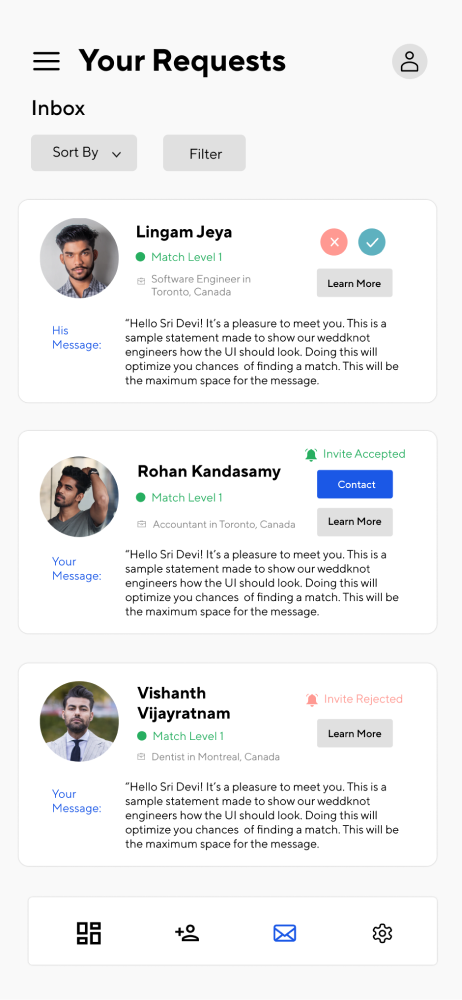 Your Requests
Inbox
Sort By
Filter
Lingam Jeya
Match Level 1
Software Engineer in
Toronto, Canada
Learn More
His
Message:
“Hello Sri Devi! It’s a pleasure to meet you. This is a
sample statement made to show our weddknot
engineers how the UI should look. Doing this will
optimize you chances of finding a match. This will be
the maximum space for the message.
Invite Accepted
Rohan Kandasamy
Contact
Match Level 1
Learn More
Accountant in Toronto, Canada
Your
Message:
“Hello Sri Devi! It’s a pleasure to meet you. This is a
sample statement made to show our weddknot
engineers how the UI should look. Doing this will
optimize you chances of finding a match. This will be
the maximum space for the message.
Vishanth
Vijayratnam
Invite Rejected
Match Level 1
Learn More
Dentist in Montreal, Canada
Your
Message:
“Hello Sri Devi! It’s a pleasure to meet you. This is a
sample statement made to show our weddknot
engineers how the UI should look. Doing this will
optimize you chances of finding a match. This will be
the maximum space for the message.